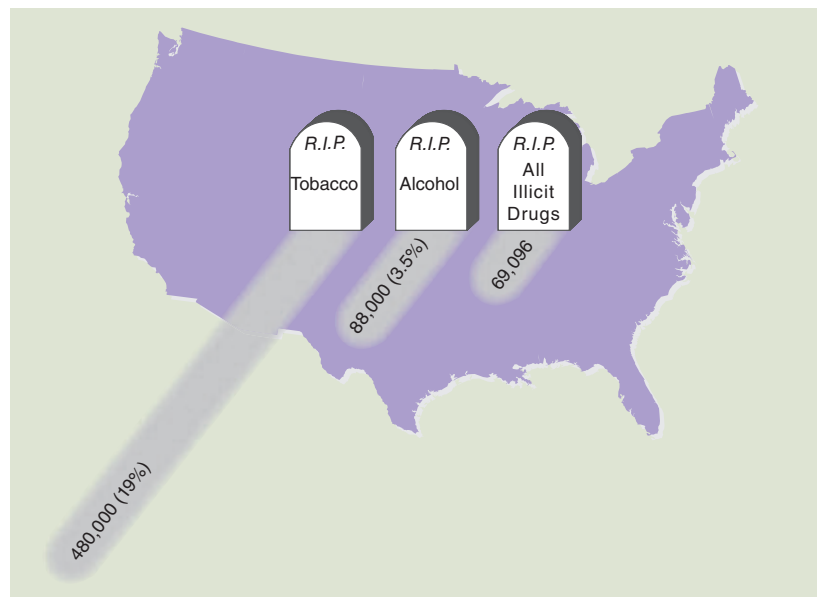 R.I.P.
Tobacco
R.I.P.
Alcohol
R.I.P.
All
Illicit
Drugs
480,000 (19%)
88,000 (3.5%)
69,096